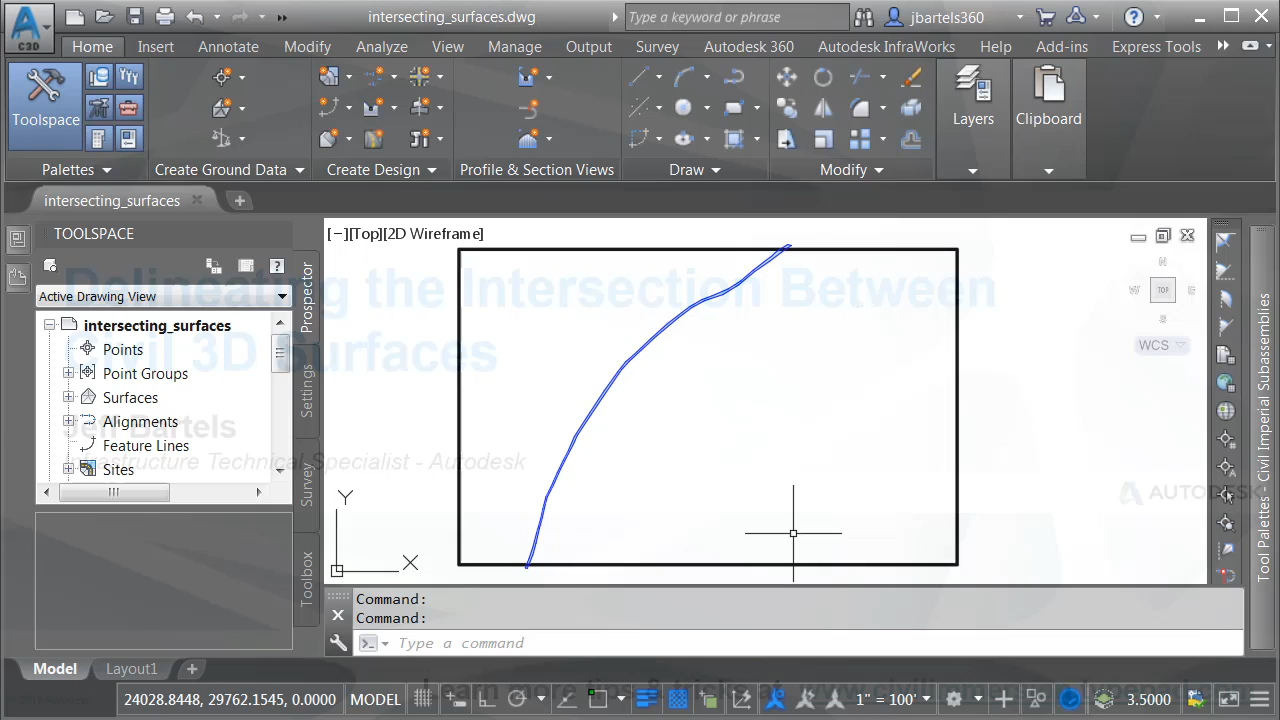 C3D
intersecting_surfaces.dwg
Type a keyword or phrase
jbartels360
Home Insert Annotate Modify Analyze View Manage Output Survey Autodesk 360 Autodesk InfraWorks Help Add-ins Express Tools
Toolspace
Layers
Clipboard
Palettes
Create Ground Data
Create Design
Profile & Section Views
Draw
Modify
intersecting_surfaces
TOOLSPACE
[−][Top][2D Wireframe]
Active Drawing View
Delineating the Intersection Between
Civil 3D Surfaces
Jeff Bartels
Infrastructure Technical Specialist - Autodesk
AUTODESK
intersecting_surfaces
Points
Point Groups
Surfaces
Alignments
Feature Lines
Sites
Prospector
Settings
Survey
Toolbox
N
W
TOP
E
S
WCS
Y
X
Tool Palettes - Civil Imperial Subassemblies
Command:
Command:
Type a command
Model
Layout1
24028.8448, 29762.1545, 0.0000
MODEL
1" = 100'
3.5000